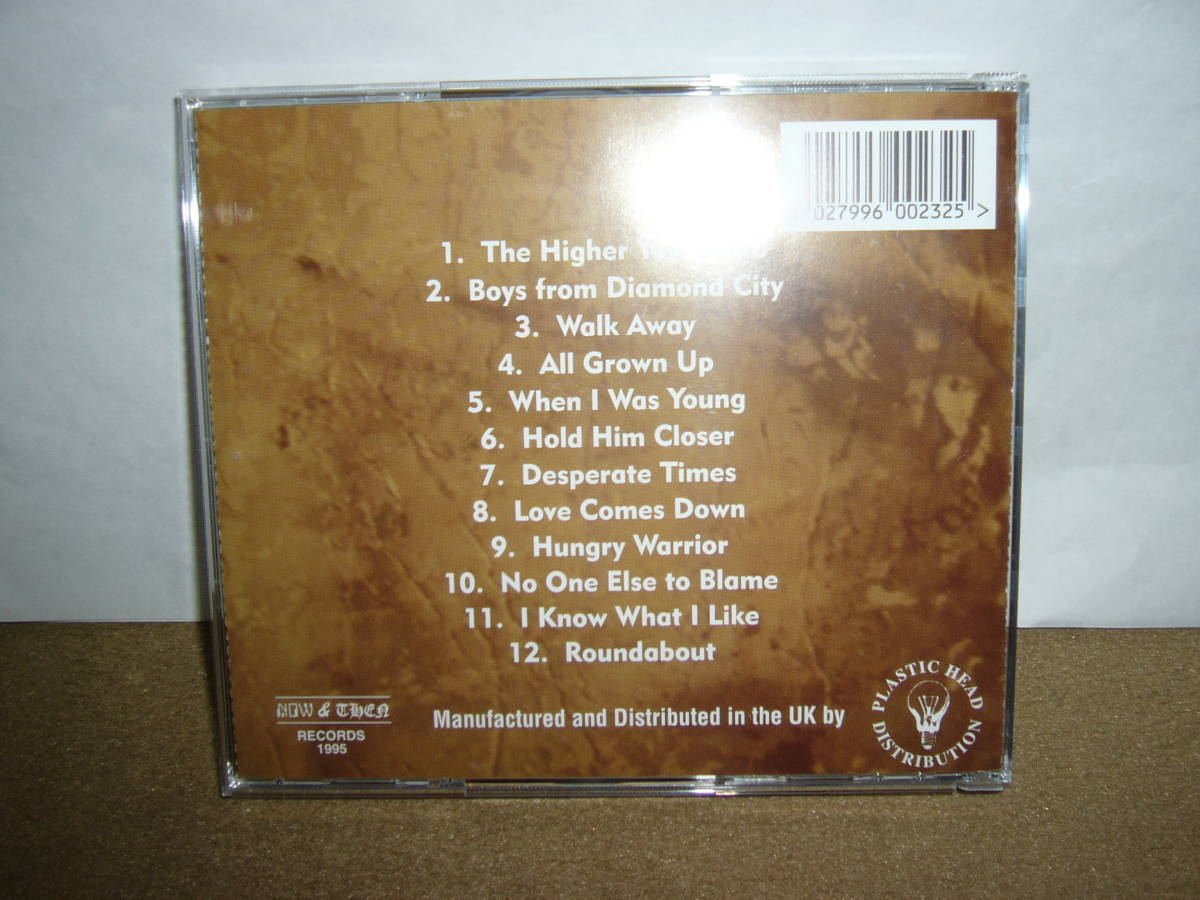 027996 002325 >
1. The Higher
2. Boys from Diamond City
3. Walk Away
4. All Grown Up
5. When I Was Young
6. Hold Him Closer
7. Desperate Times
8. Love Comes Down
9. Hungry Warrior
10. No One Else to Blame
11. I Know What I Like
12. Roundabout
NOW & THEN
RECORDS
1995
Manufactured and Distributed in the UK by
PLASTIC HEAD
DISTRIBUTION